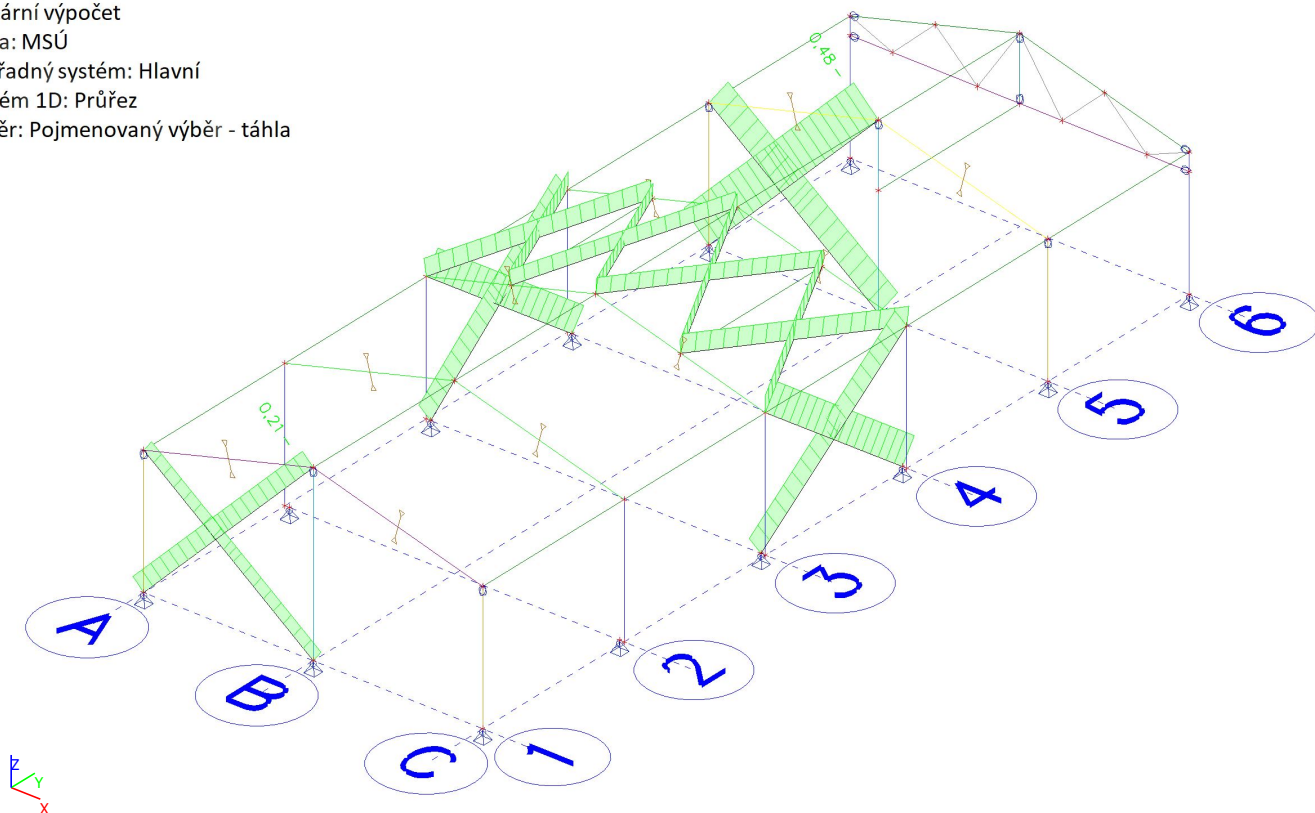 ární výpočet
a: MSÚ
řadný systém: Hlavní
ém 1D: Průřez
ěr: Pojmenovaný výběr - táhla
0,48
0,21
6
5
4
3
2
A
B
C
1
Z
Y
X